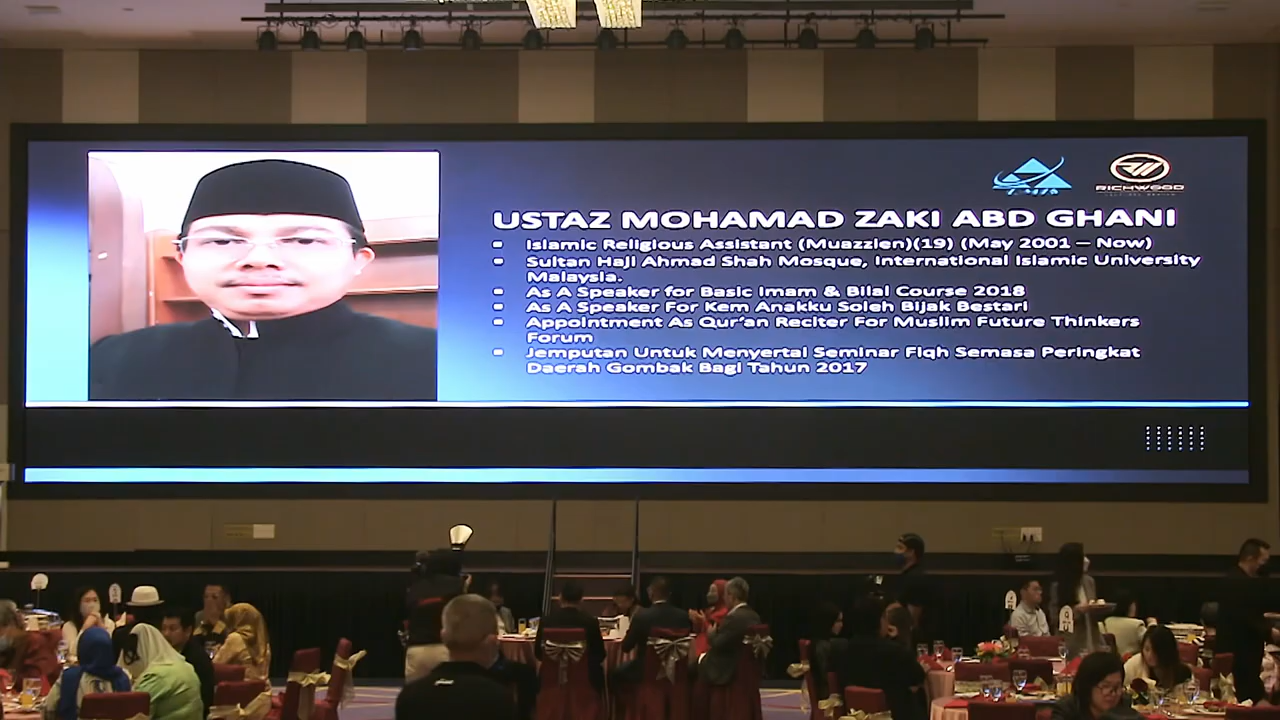 RICHWOOD
USTAZ MOHAMAD ZAKI ABD GHANI
Islamic Religious Assistant (Muazzien)(19) (May 2001 – Now)
Sultan Haji Ahmad Shah Mosque, International Islamic University
Malaysia.
As A Speaker for Basic Imam & Bilal Course 2018
As A Speaker For Kem Anakku Soleh Bijak Bestari
Appointment As Qur'an Reciter For Muslim Future Thinkers
Forum
Jemputan Untuk Menyertai Seminar Fiqh Semasa Peringkat
Daerah Gombak Bagi Tahun 2017